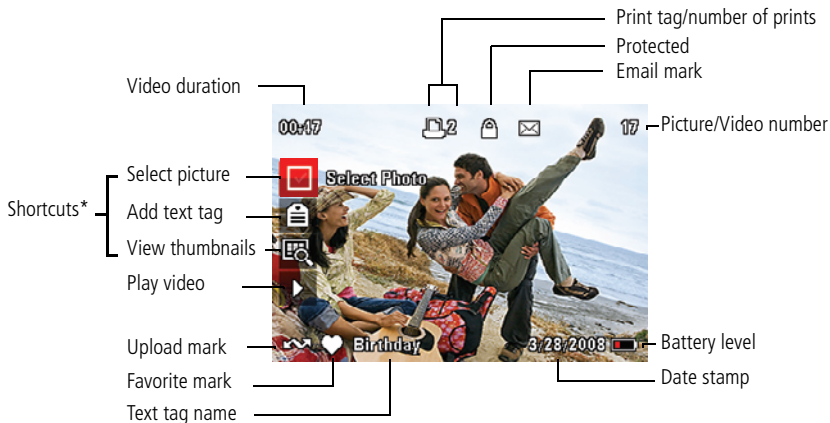 Print tag/number of prints
Protected
Email mark
Video duration
00:47 2 17
Picture/Video number
Select picture
Select Photo
Shortcuts*
Add text tag
View thumbnails
Play video
Upload mark
Birthday
3/28/2008
Battery level
Favorite mark
Date stamp
Text tag name